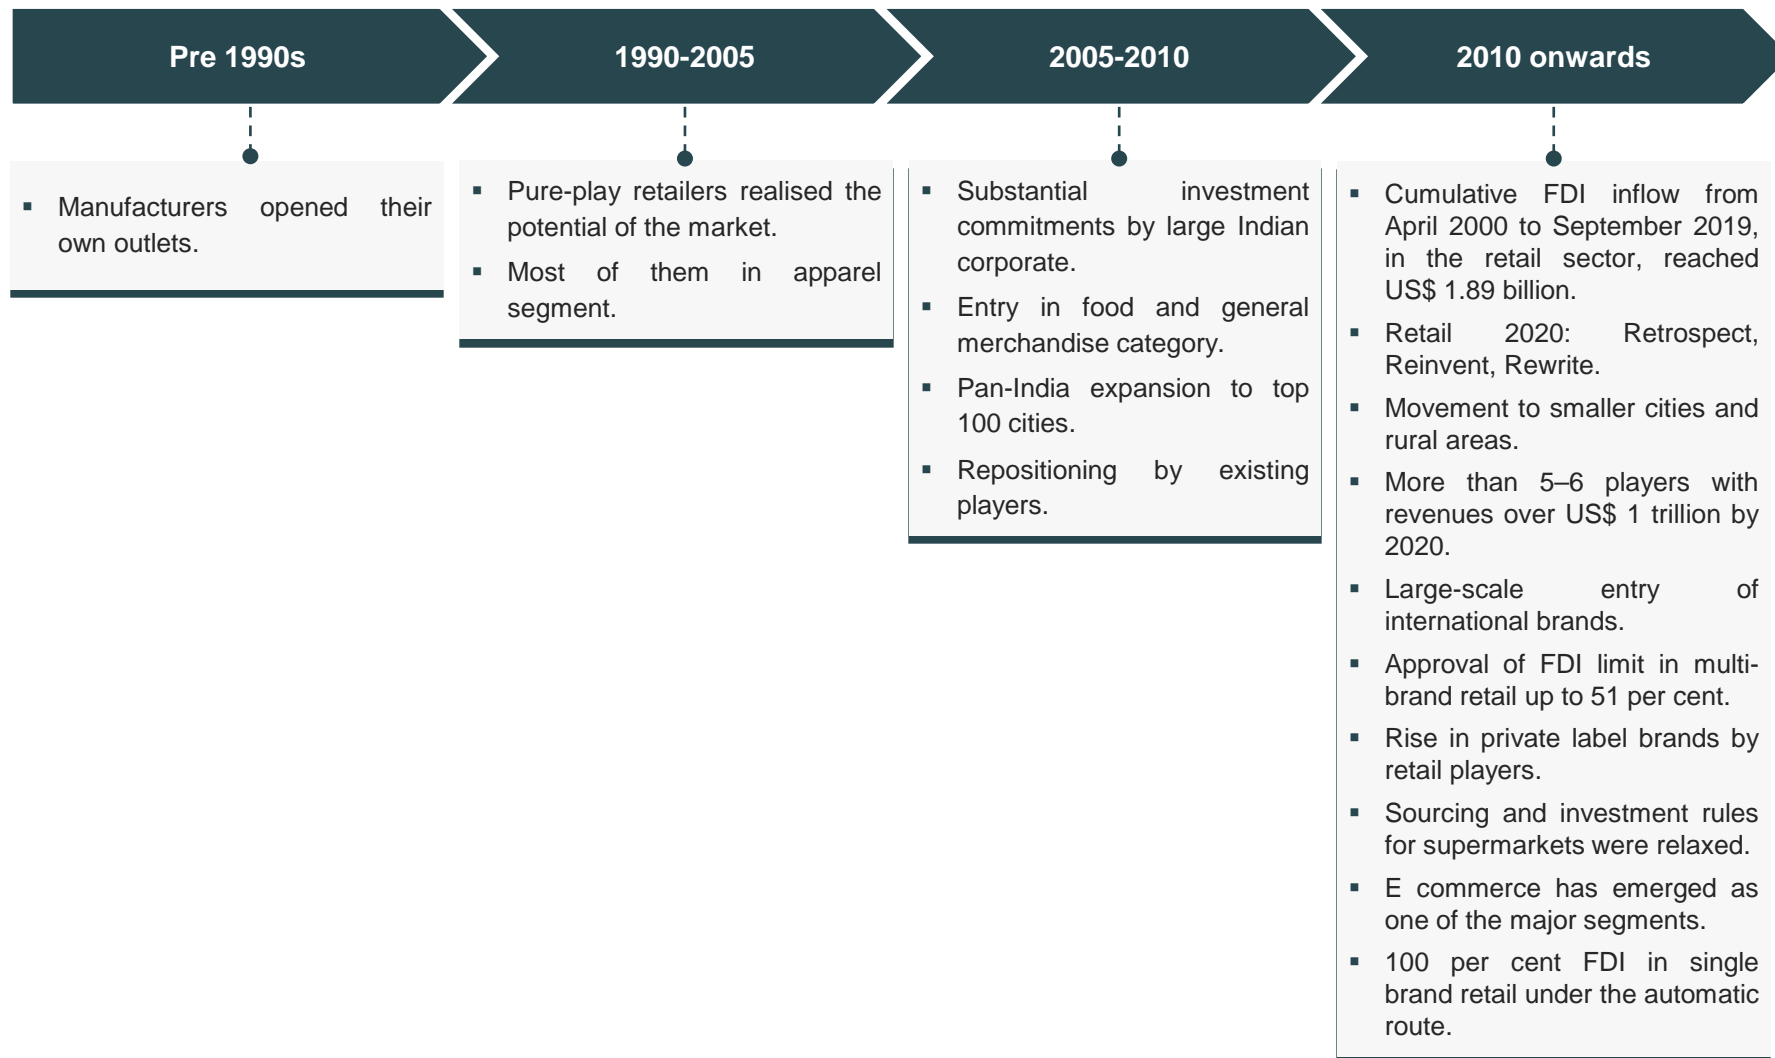 Pre 1990s
1990-2005
2005-2010
2010 onwards
▪ Manufacturers opened their
own outlets.
▪ Pure-play retailers realised the
potential of the market.
▪ Most of them in apparel
segment.
▪ Substantial investment
commitments by large Indian
corporate.
▪ Entry in food and general
merchandise category.
▪ Pan-India expansion to top
100 cities.
▪ Repositioning by existing
players.
▪ Cumulative FDI inflow from
April 2000 to September 2019,
in the retail sector, reached
US$ 1.89 billion.
▪ Retail 2020: Retrospect,
Reinvent, Rewrite.
▪ Movement to smaller cities and
rural areas.
▪ More than 5–6 players with
revenues over US$ 1 trillion by
2020.
▪ Large-scale entry of
international brands.
▪ Approval of FDI limit in multi-
brand retail up to 51 per cent.
▪ Rise in private label brands by
retail players.
▪ Sourcing and investment rules
for supermarkets were relaxed.
▪ E commerce has emerged as
one of the major segments.
▪ 100 per cent FDI in single
brand retail under the automatic
route.